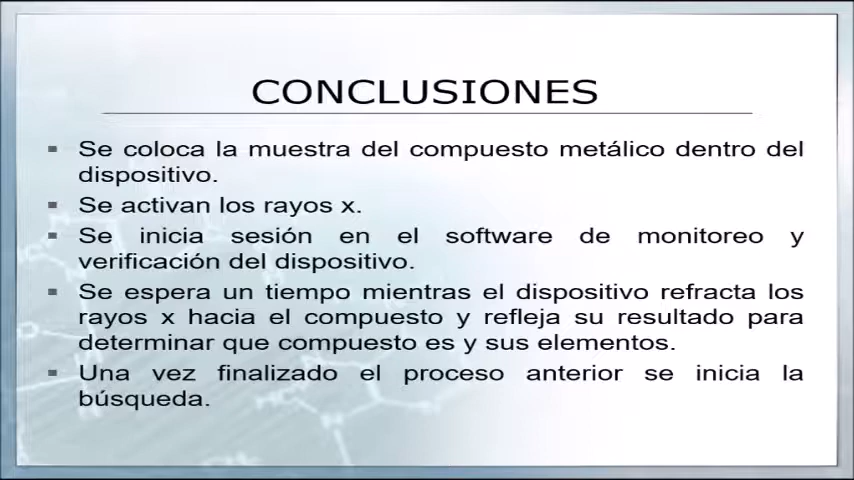 CONCLUSIONES
Se coloca la muestra del compuesto metálico dentro del
dispositivo.
Se activan los rayos x.
Se inicia sesión en el software de monitoreo y
verificación del dispositivo.
Se espera un tiempo mientras el dispositivo refracta los
rayos x hacia el compuesto y refleja su resultado para
determinar que compuesto es y sus elementos.
Una vez finalizado el proceso anterior se inicia la
búsqueda.